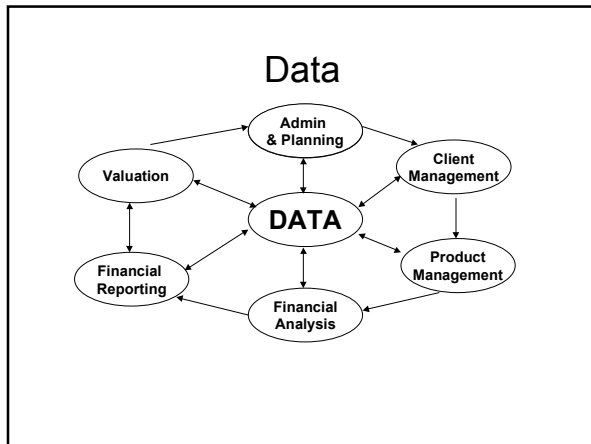 Data
Admin
& Planning
Client
Management
Valuation
DATA
Product
Management
Financial
Reporting
Financial
Analysis